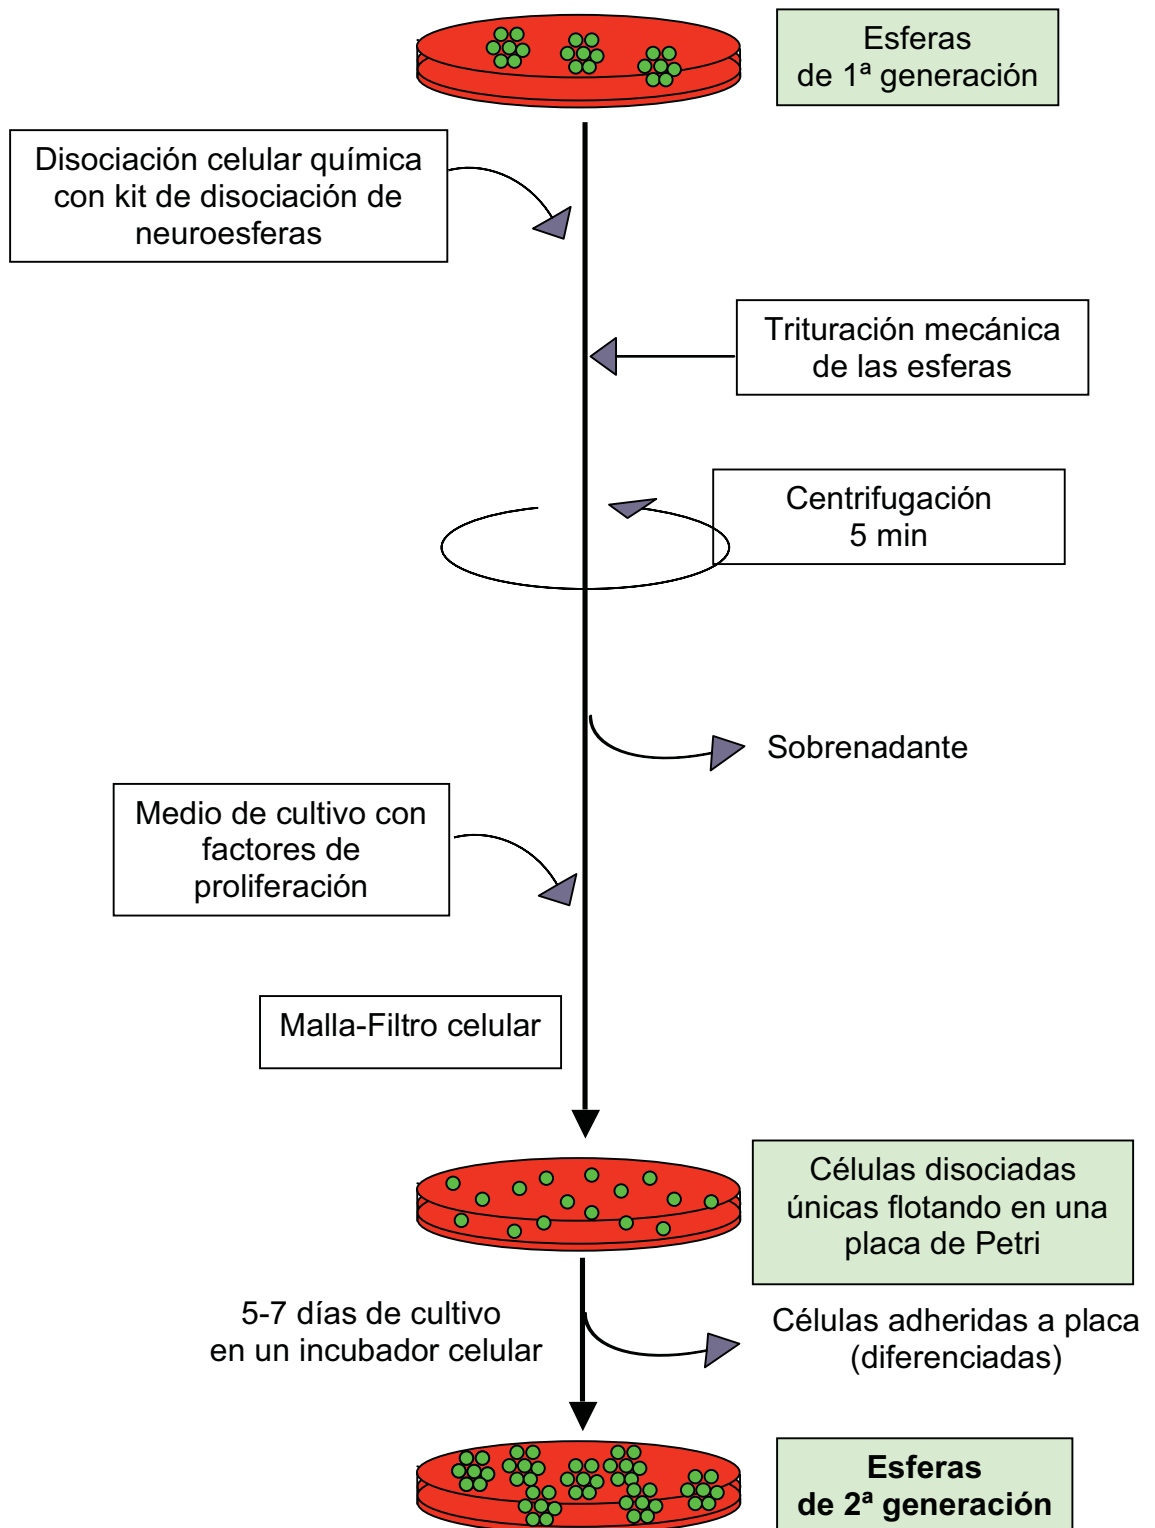 Esferas
de 1ª generación
Disociación celular química
con kit de disociación de
neuroesferas
Trituración mecánica
de las esferas
Centrifugación
5 min
Sobrenadante
Medio de cultivo con
factores de
proliferación
Malla-Filtro celular
Células disociadas
únicas flotando en una
placa de Petri
5-7 días de cultivo
en un incubador celular
Células adheridas a placa
(diferenciadas)
Esferas
de 2ª generación